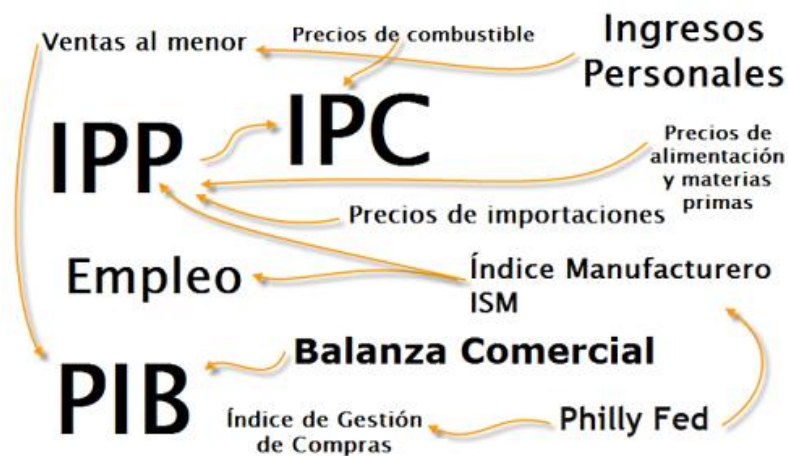 Ventas al menor
Precios de combustible
Ingresos
Personales
IPP
IPC
Precios de
alimentación
y materias
primas
Precios de importaciones
Empleo
Índice Manufacturero
ISM
Balanza Comercial
PIB
Índice de Gestión
de Compras
Philly Fed